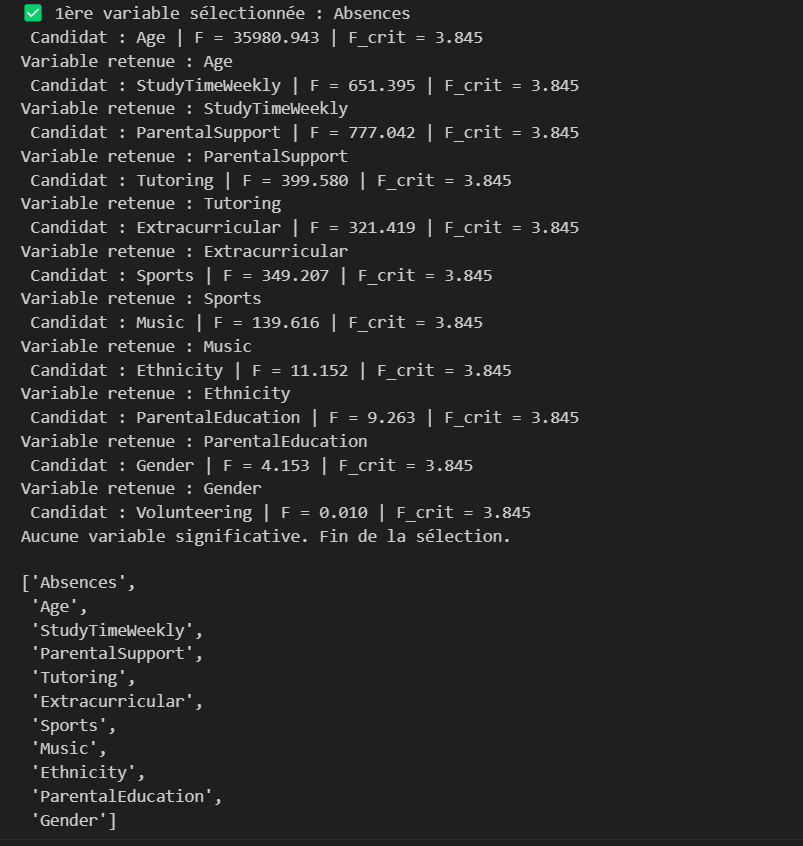 ✅ 1ère variable sélectionnée : Absences
Candidat : Age | F = 35980.943 | F_crit = 3.845
Variable retenue : Age
Candidat : StudyTimeWeekly | F = 651.395 | F_crit = 3.845
Variable retenue : StudyTimeWeekly
Candidat : ParentalSupport | F = 777.042 | F_crit = 3.845
Variable retenue : ParentalSupport
Candidat : Tutoring | F = 399.580 | F_crit = 3.845
Variable retenue : Tutoring
Candidat : Extracurricular | F = 321.419 | F_crit = 3.845
Variable retenue : Extracurricular
Candidat : Sports | F = 349.207 | F_crit = 3.845
Variable retenue : Sports
Candidat : Music | F = 139.616 | F_crit = 3.845
Variable retenue : Music
Candidat : Ethnicity | F = 11.152 | F_crit = 3.845
Variable retenue : Ethnicity
Candidat : ParentalEducation | F = 9.263 | F_crit = 3.845
Variable retenue : ParentalEducation
Candidat : Gender | F = 4.153 | F_crit = 3.845
Variable retenue : Gender
Candidat : Volunteering | F = 0.010 | F_crit = 3.845
Aucune variable significative. Fin de la sélection.
['Absences',
'Age',
'StudyTimeWeekly',
'ParentalSupport',
'Tutoring',
'Extracurricular',
'Sports',
'Music',
'Ethnicity',
'ParentalEducation',
'Gender']